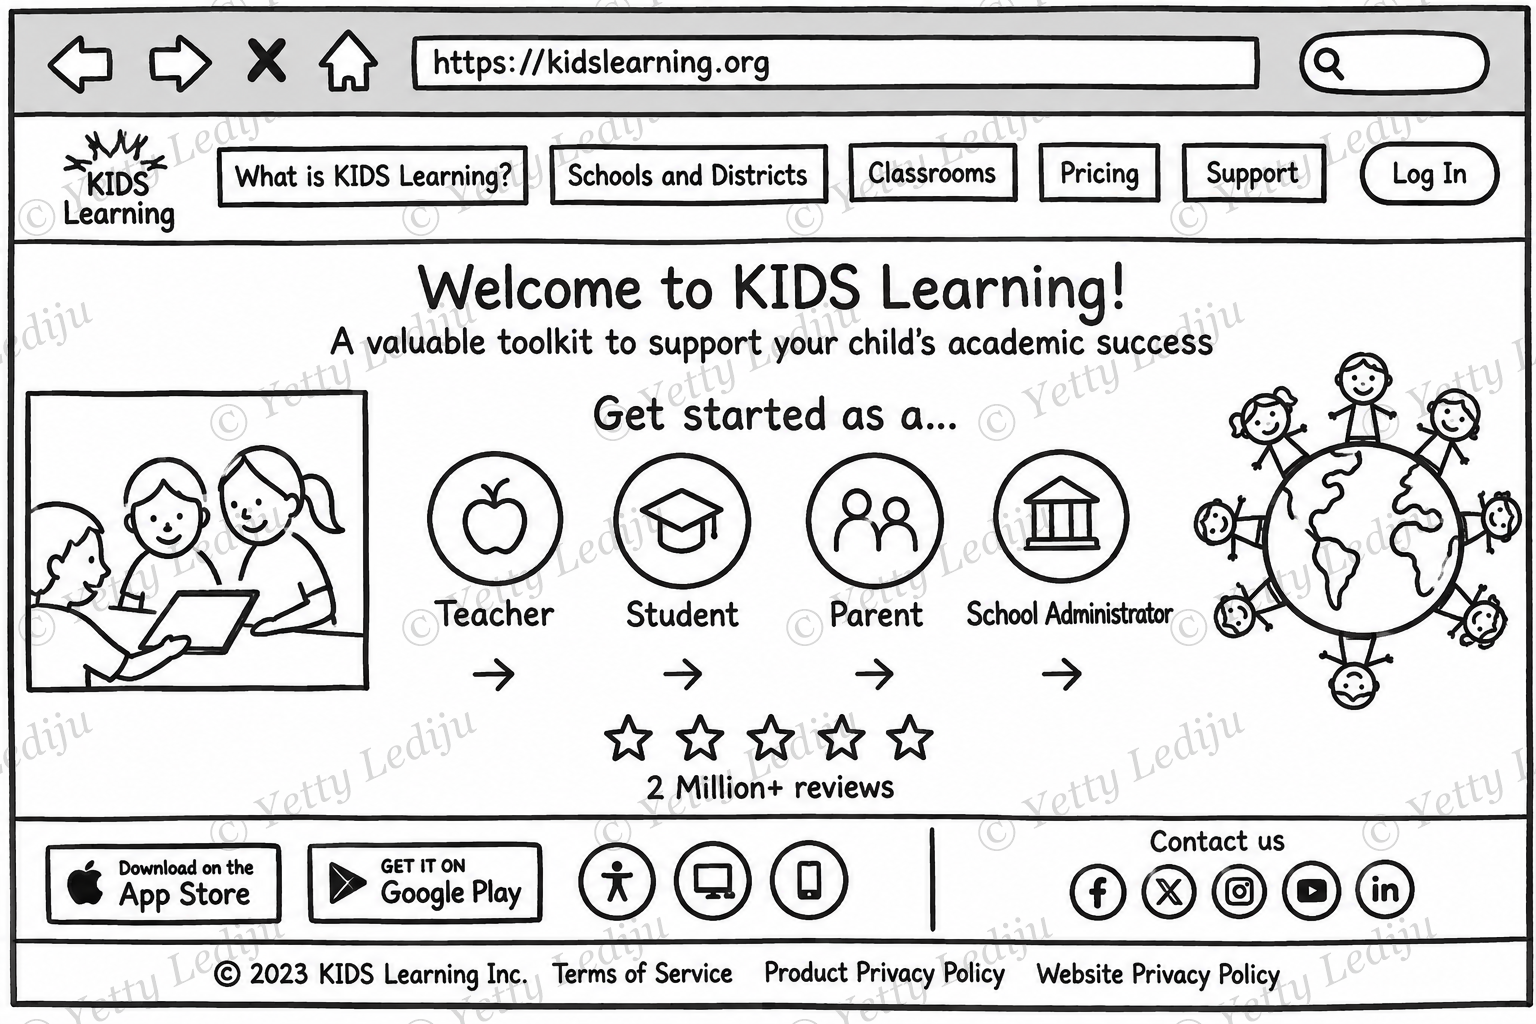 https://kidslearning.org
KIDS
Learning
What is KIDS Learning?
Schools and Districts
Classrooms
Pricing
Support
Log In
Welcome to KIDS Learning!
A valuable toolkit to support your child's academic success
Get started as a...
Teacher
Student
Parent
School Administrator
2 Million+ reviews
Download on the
App Store
GET IT ON
Google Play
Contact us
© 2023 KIDS Learning Inc.
Terms of Service
Product Privacy Policy
Website Privacy Policy
© Yetty Lediju